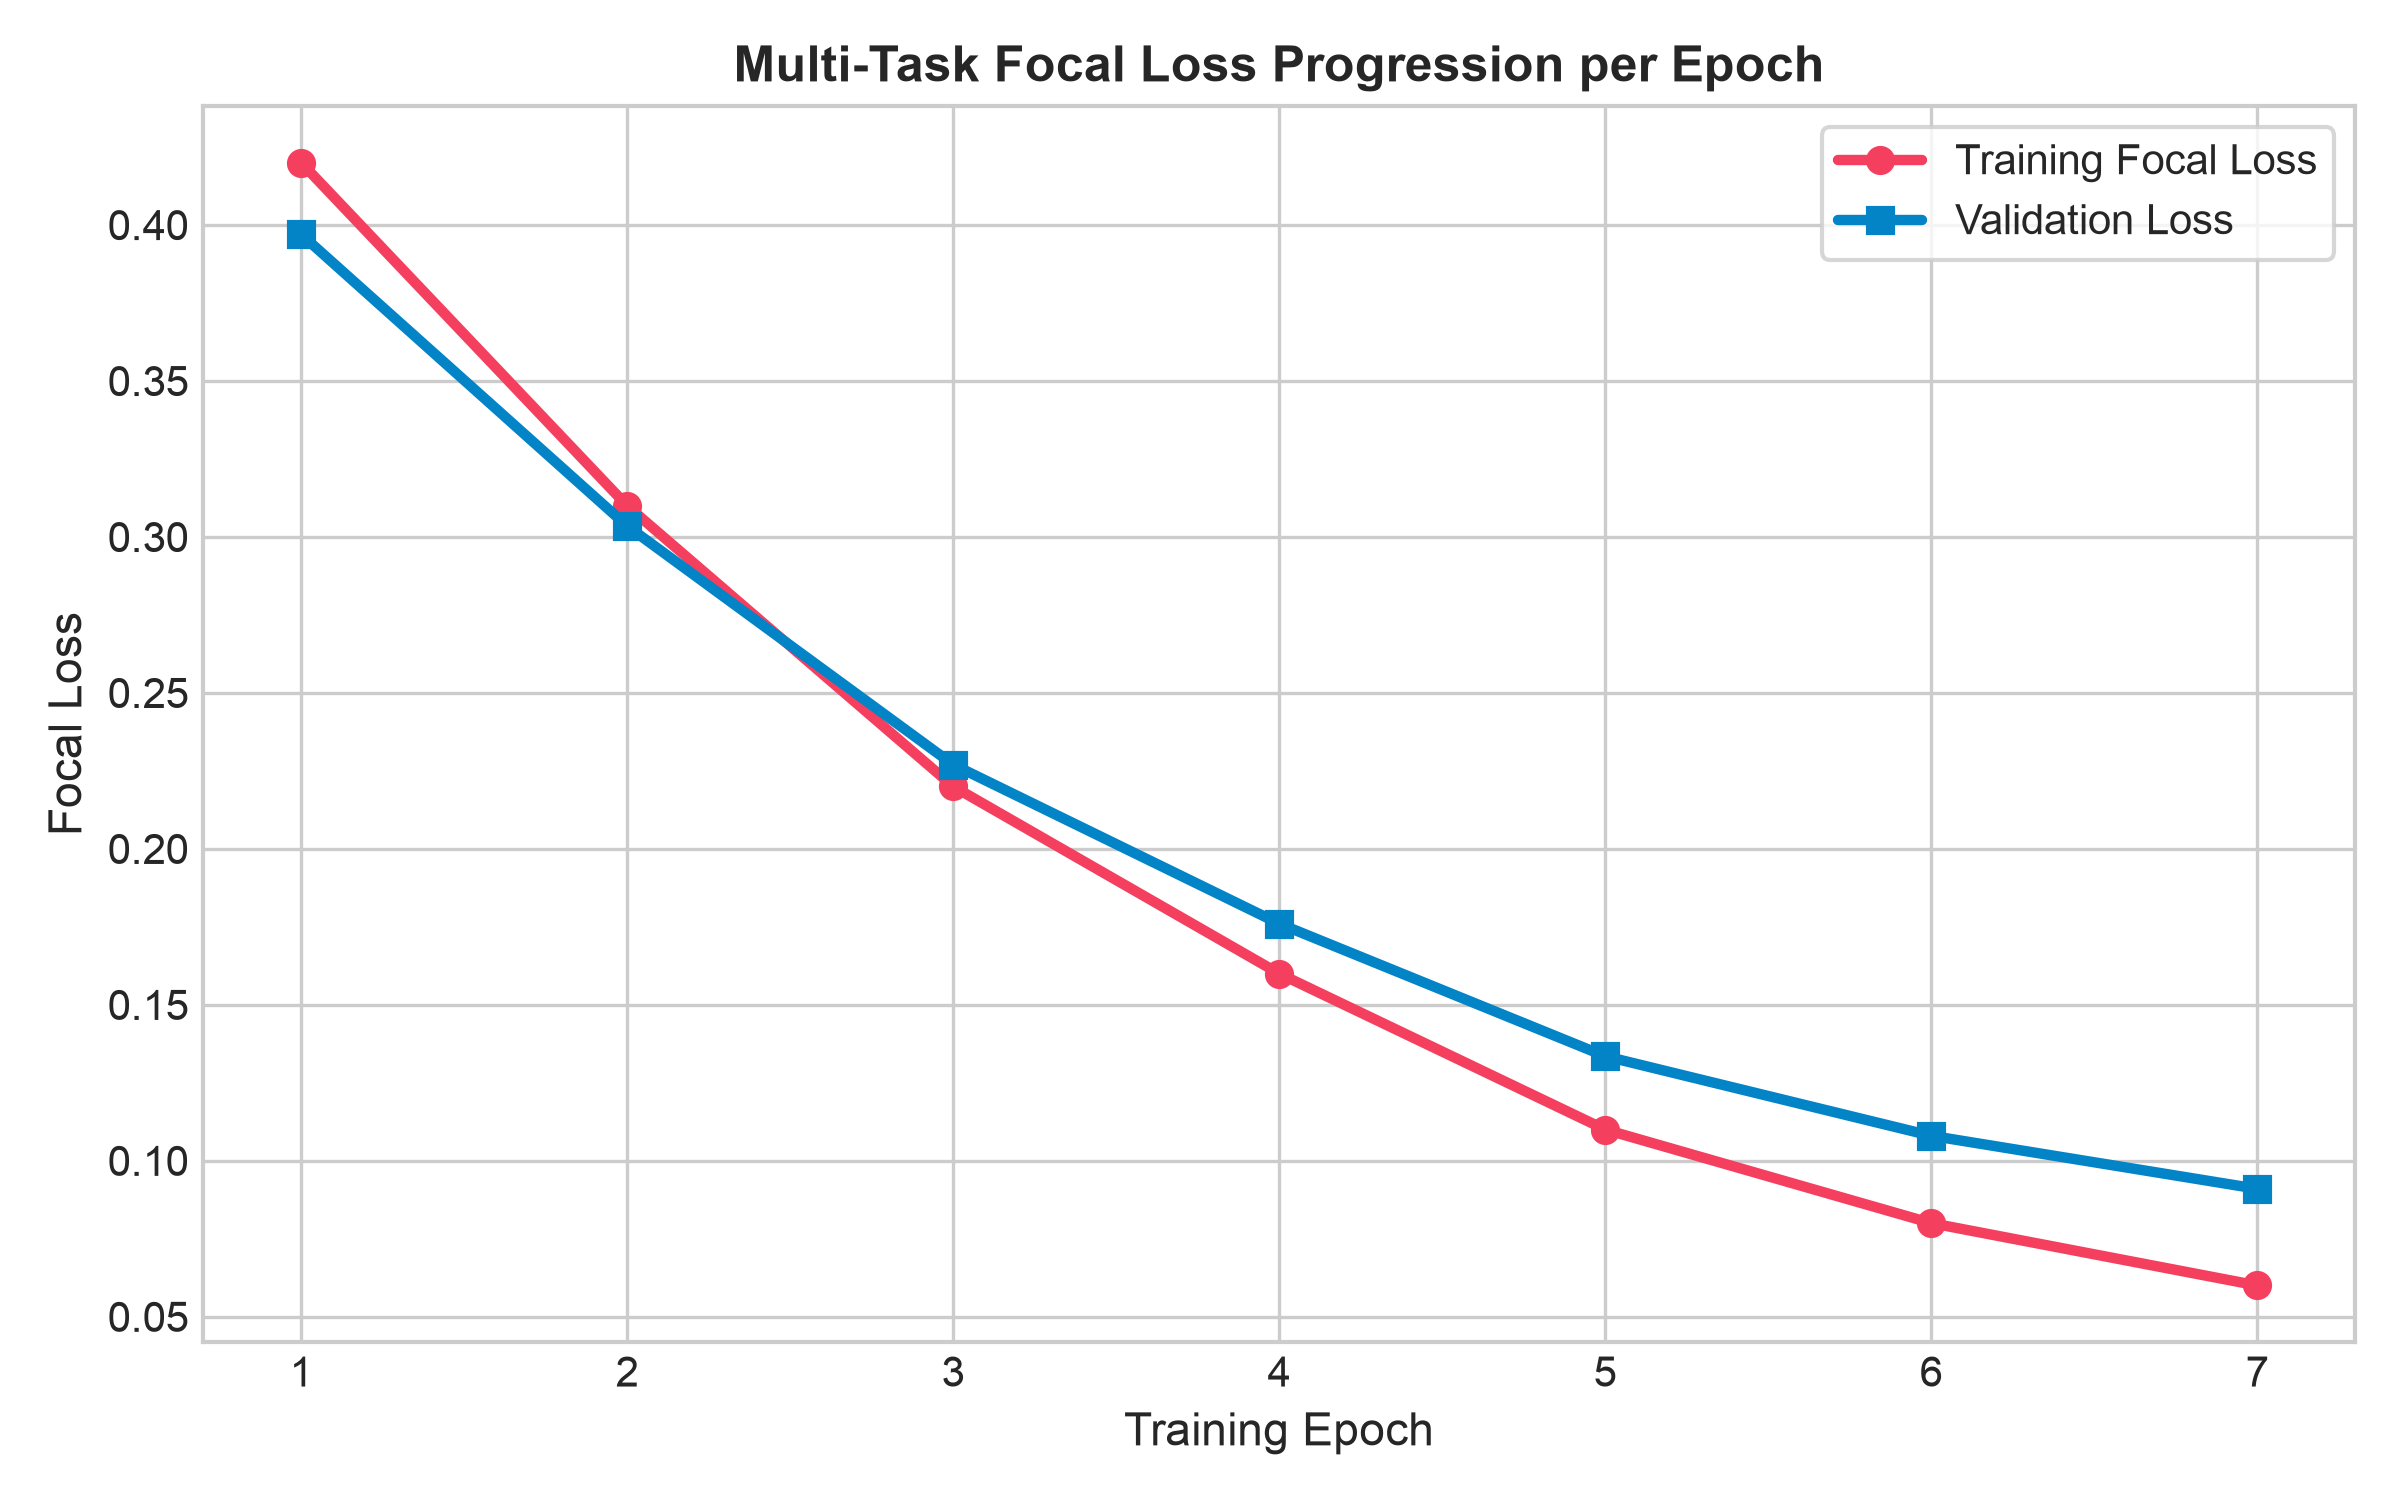 Multi-Task Focal Loss Progression per Epoch
Training Focal Loss
Validation Loss
Focal Loss
0.40
0.35
0.30
0.25
0.20
0.15
0.10
0.05
1 2 3 4 5 6 7
Training Epoch